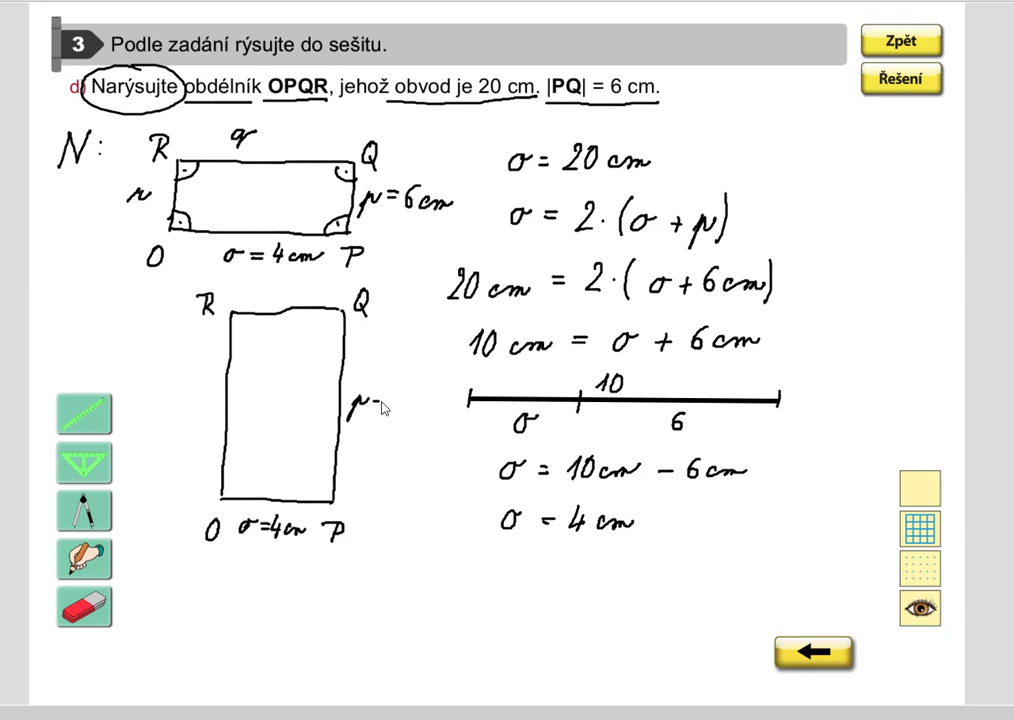 3 Podle zadání rýsujte do sešitu.
Zpět
Řešení
d) Narýsujte obdélník OPQR, jehož obvod je 20 cm. |PQ| = 6 cm.
N:
R q Q
r p = 6 cm
O o = 4 cm P
R Q
p -
O o = 4 cm P
o = 20 cm
o = 2 · (o + p)
20 cm = 2 · ( o + 6 cm)
10 cm = o + 6 cm
10
o 6
o = 10 cm - 6 cm
o = 4 cm